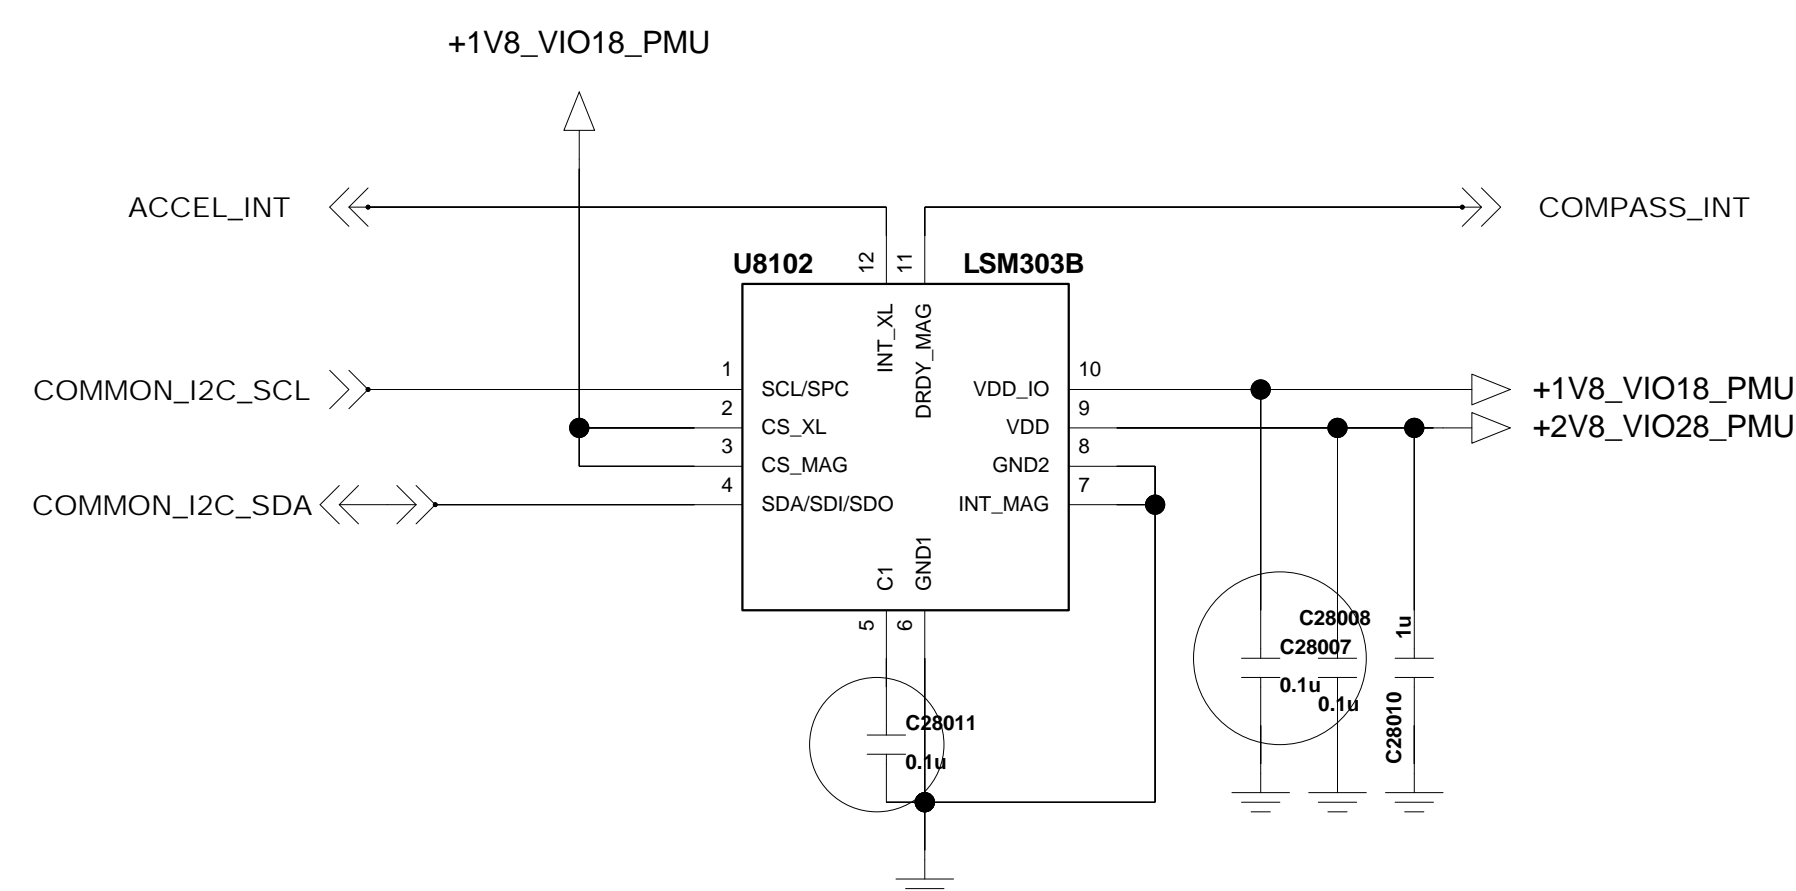 +1V8_VIO18_PMU
ACCEL_INT
COMPASS_INT
U8102
12
11
LSM303B
INT_XL
DRDY_MAG
COMMON_I2C_SCL
1
SCL/SPC
VDD_IO
10
+1V8_VIO18_PMU
2
CS_XL
VDD
9
+2V8_VIO28_PMU
3
CS_MAG
GND2
8
COMMON_I2C_SDA
4
SDA/SDI/SDO
INT_MAG
7
C1
GND1
5
6
C28008
1u
C28007
0.1u
0.1u
C28010
C28011
0.1u